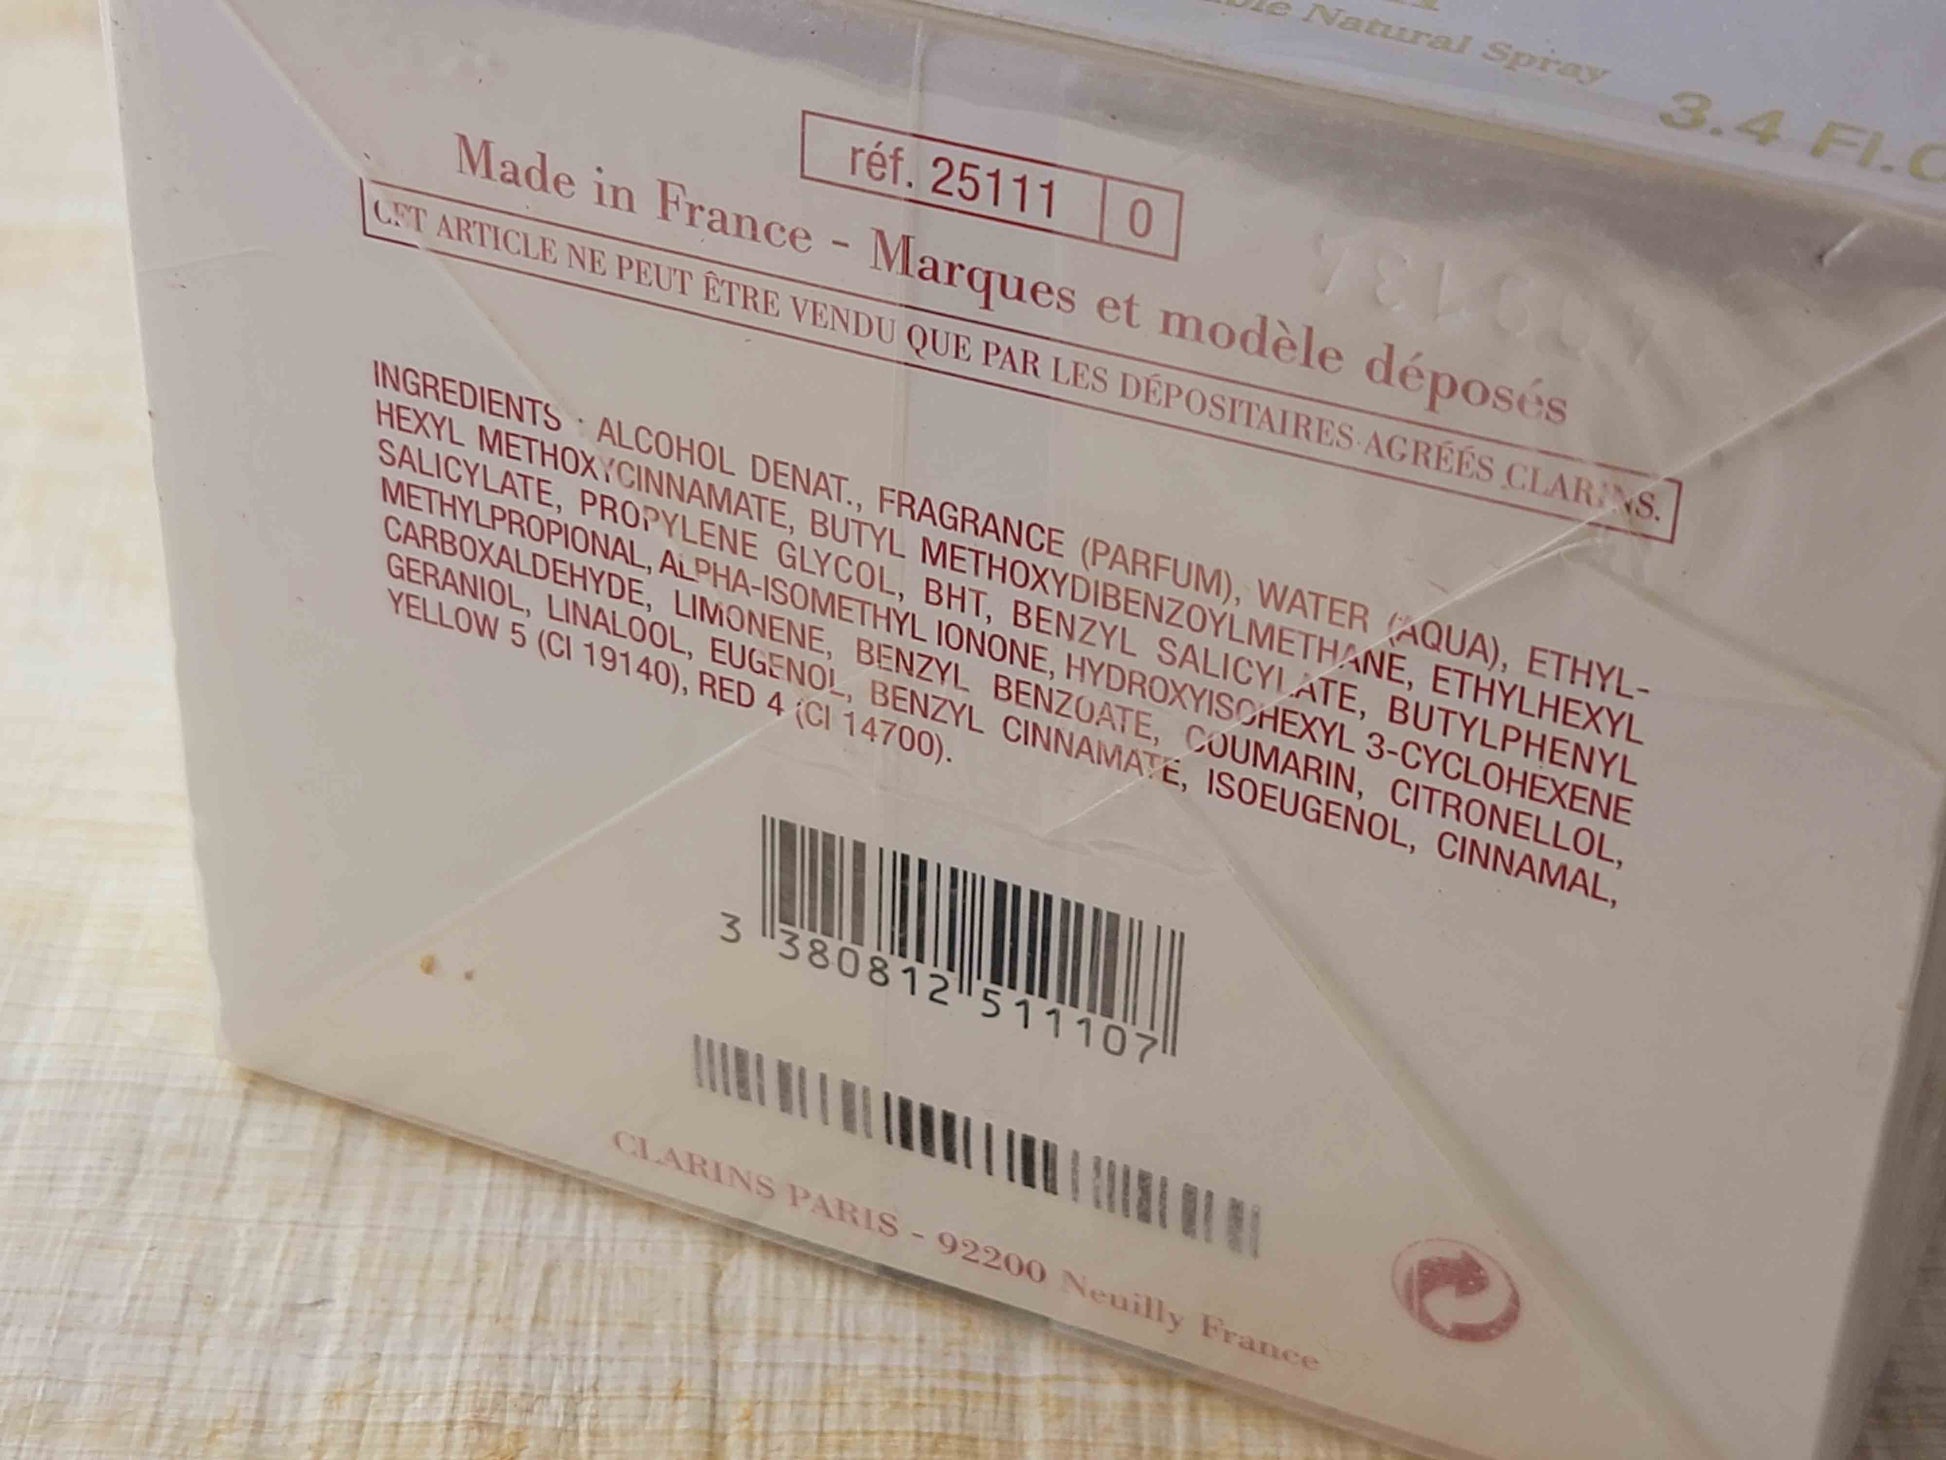 Natural Spray
3.4 Fl.
réf. 25111 0
Made in France - Marques et modèle déposés
CET ARTICLE NE PEUT ÊTRE VENDU QUE PAR LES DÉPOSITAIRES AGRÉÉS CLARINS.
INGREDIENTS : ALCOHOL DENAT., FRAGRANCE (PARFUM), WATER (AQUA), ETHYL-
HEXYL METHOXYCINNAMATE, BUTYL METHOXYDIBENZOYLMETHANE, ETHYLHEXYL
SALICYLATE, PROPYLENE GLYCOL, BHT, BENZYL SALICYLATE, BUTYLPHENYL
METHYLPROPIONAL, ALPHA-ISOMETHYL IONONE, HYDROXYISOHEXYL 3-CYCLOHEXENE
CARBOXALDEHYDE, LIMONENE, BENZYL BENZOATE, COUMARIN, CITRONELLOL,
GERANIOL, LINALOOL, EUGENOL, BENZYL CINNAMATE, ISOEUGENOL, CINNAMAL,
YELLOW 5 (CI 19140), RED 4 (CI 14700).
3 380812 511107
CLARINS PARIS - 92200 Neuilly France